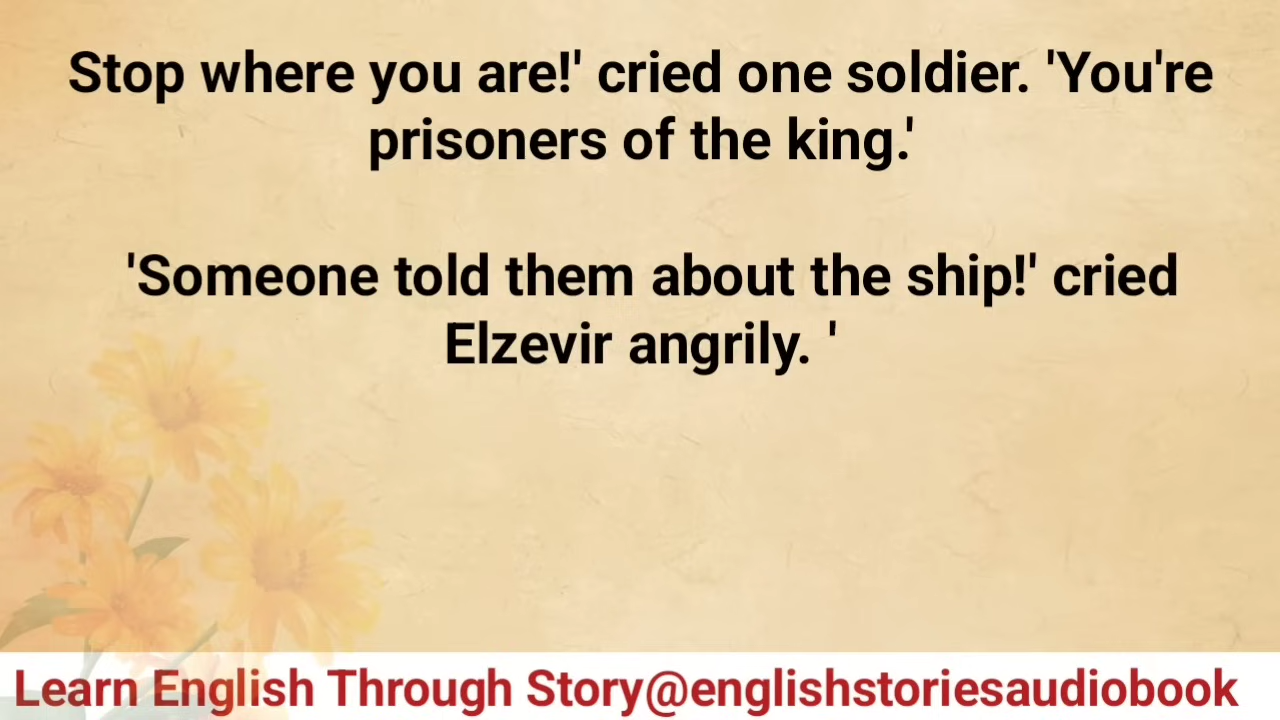 Stop where you are!' cried one soldier. 'You're
prisoners of the king.'
'Someone told them about the ship!' cried
Elzevir angrily. '
Learn English Through Story@englishstoriesaudiobook